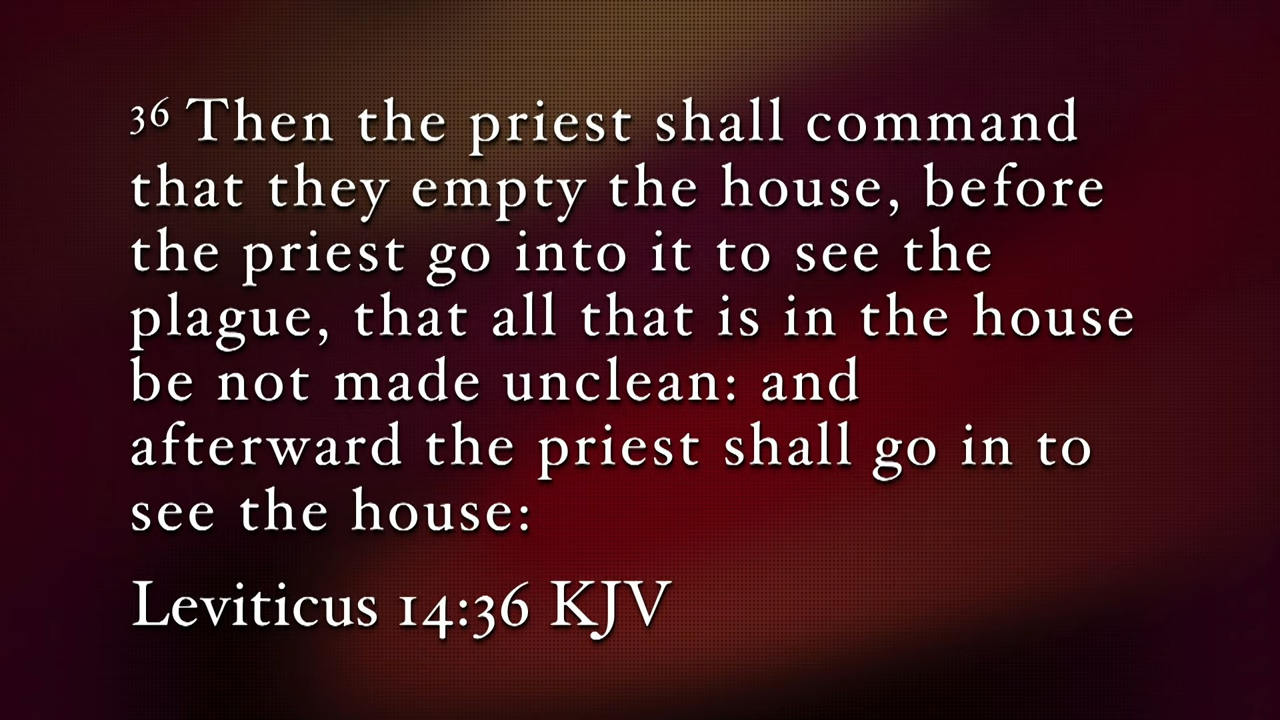 36 Then the priest shall command
that they empty the house, before
the priest go into it to see the
plague, that all that is in the house
be not made unclean: and
afterward the priest shall go in to
see the house:
Leviticus 14:36 KJV